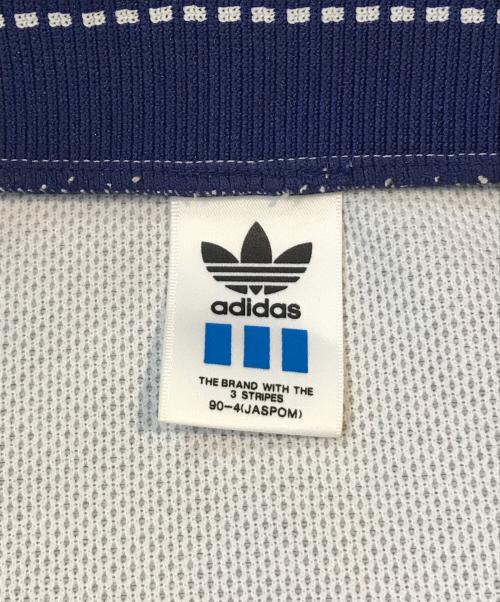 adidas
THE BRAND WITH THE
3 STRIPES
90-4(JASPOM)